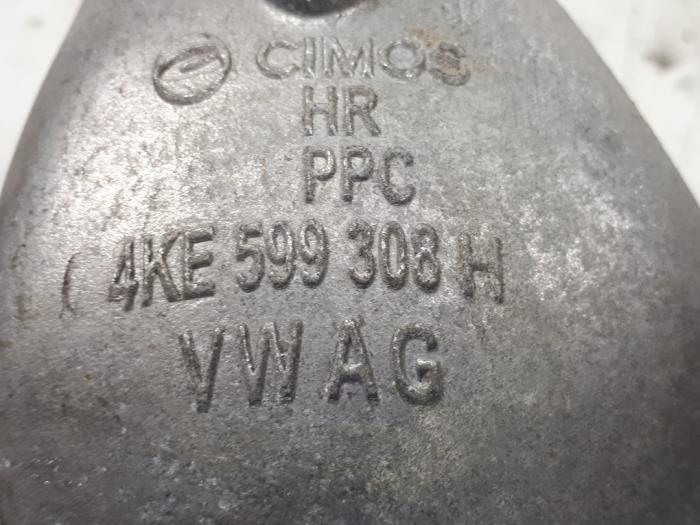 CIMOS
HR
PPC
4KE 599 308 H
VW AG